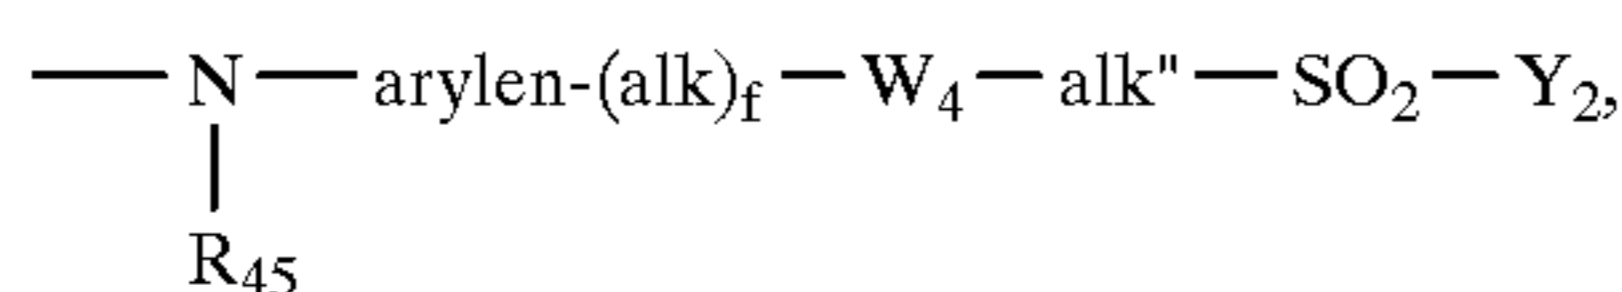 —N—arylen-(alk)f—W4—alk"—SO2—Y2,
R45